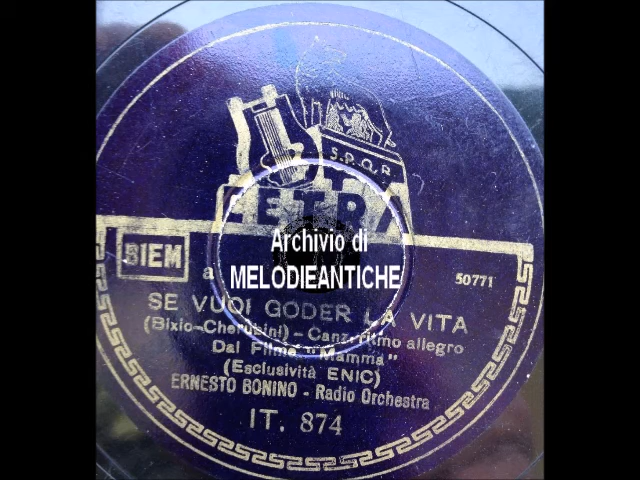 S.P.Q.R.
CETRA
Archivio di
MELODIEANTICHE
BIEM
a
50771
SE VUOI GODER LA VITA
(Bixio-Cherubini) - Canz. ritmo allegro
Dal Filme "Mamma"
(Esclusività ENIC)
ERNESTO BONINO - Radio Orchestra
IT. 874